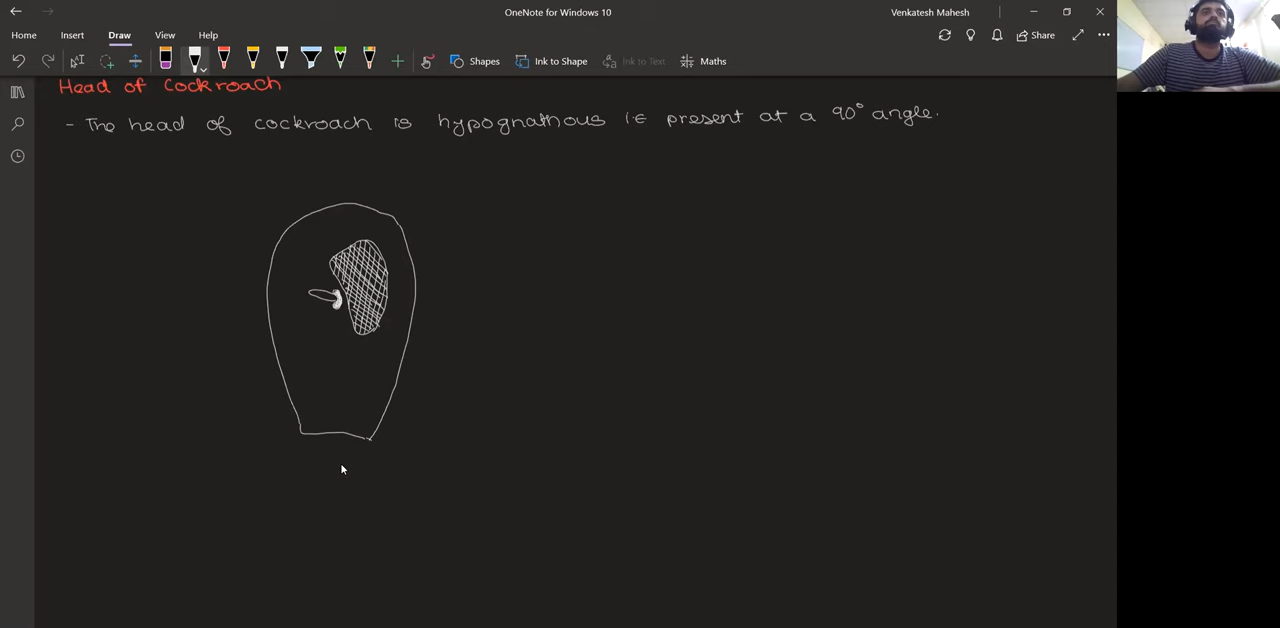 OneNote for Windows 10
Venkatesh Mahesh
Home Insert Draw View Help
Share
Shapes Ink to Shape Ink to Text Maths
Head of Cockroach
- The head of cockroach is hypognathous i.e present at a 90° angle.